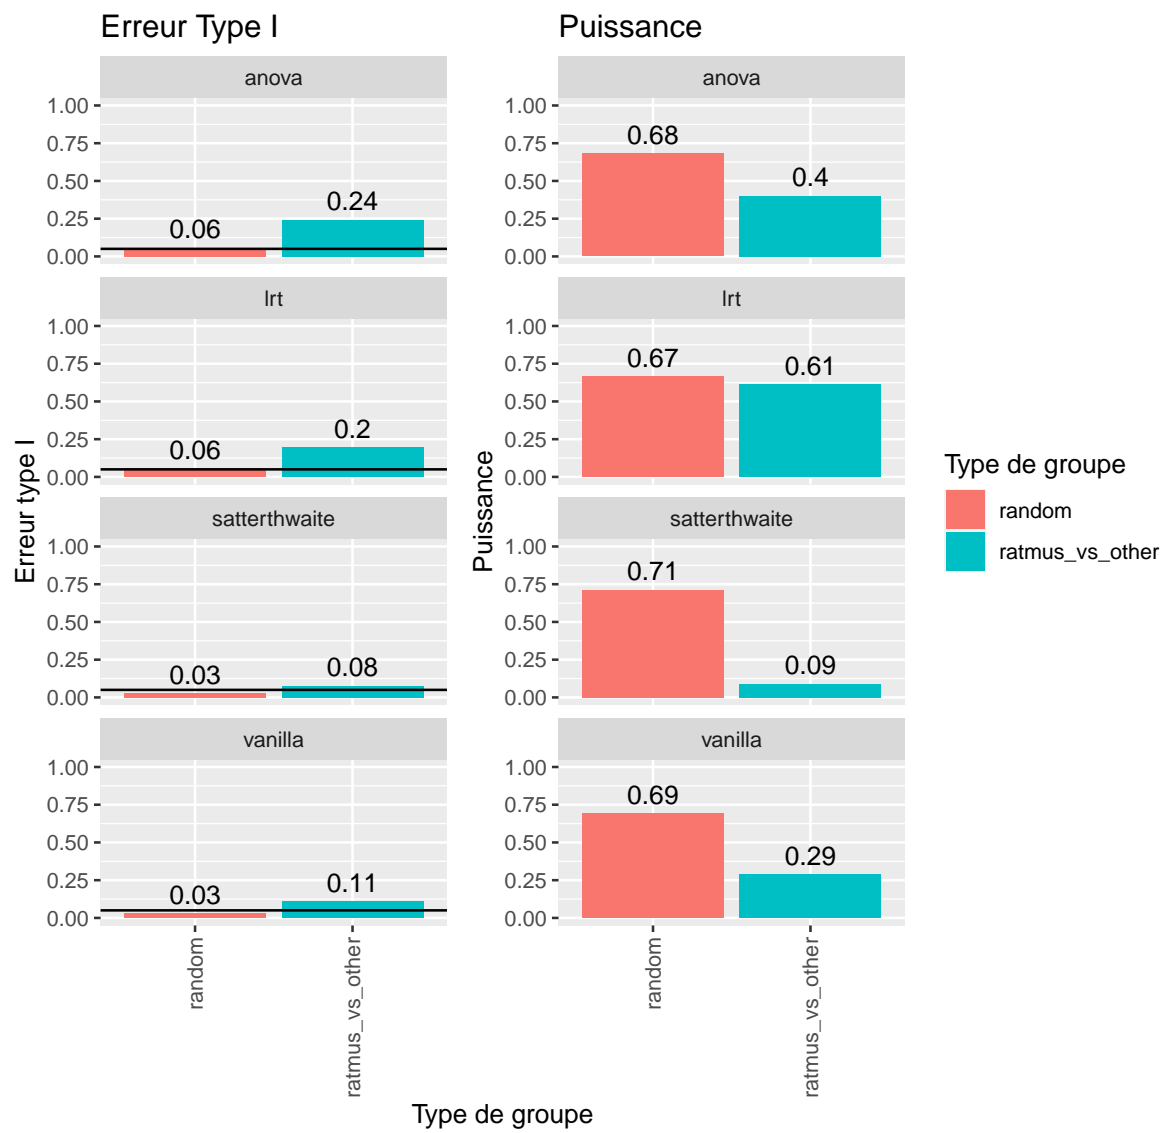 Erreur Type I
Puissance
anova
1.00
0.75
0.50
0.25
0.00
0.06
0.24
lrt
1.00
0.75
0.50
0.25
0.00
0.06
0.2
satterthwaite
1.00
0.75
0.50
0.25
0.00
0.03
0.08
vanilla
1.00
0.75
0.50
0.25
0.00
0.03
0.11
random
ratmus_vs_other
Erreur type I
anova
1.00
0.75
0.50
0.25
0.00
0.68
0.4
lrt
1.00
0.75
0.50
0.25
0.00
0.67
0.61
satterthwaite
1.00
0.75
0.50
0.25
0.00
0.71
0.09
vanilla
1.00
0.75
0.50
0.25
0.00
0.69
0.29
random
ratmus_vs_other
Puissance
Type de groupe
Type de groupe
random
ratmus_vs_other